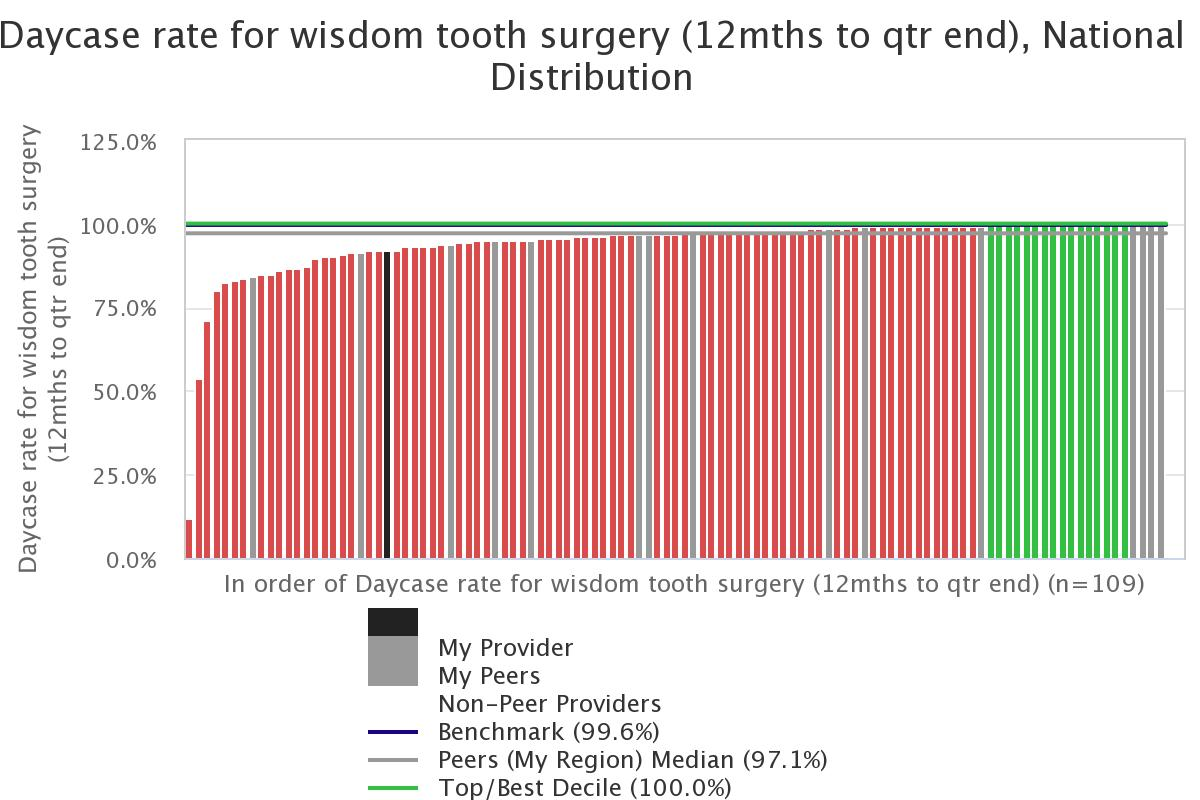 Daycase rate for wisdom tooth surgery (12mths to qtr end), National
Distribution
Daycase rate for wisdom tooth surgery
(12mths to qtr end)
125.0%
100.0%
75.0%
50.0%
25.0%
0.0%
In order of Daycase rate for wisdom tooth surgery (12mths to qtr end) (n=109)
My Provider
My Peers
Non-Peer Providers
Benchmark (99.6%)
Peers (My Region) Median (97.1%)
Top/Best Decile (100.0%)